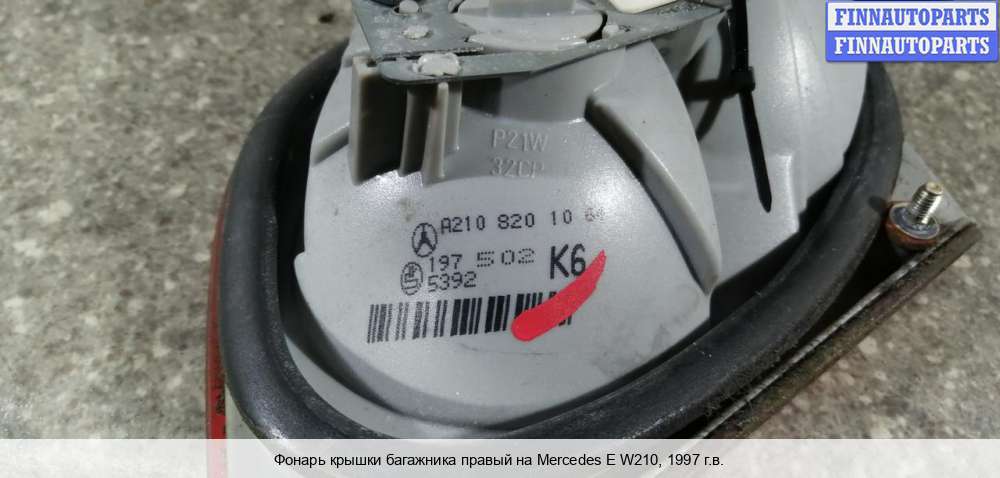 FINNAUTOPARTS
FINNAUTOPARTS
P21W
32CP
A210 820 10 64
197 502 K6
5392
Фонарь крышки багажника правый на Mercedes E W210, 1997 г.в.